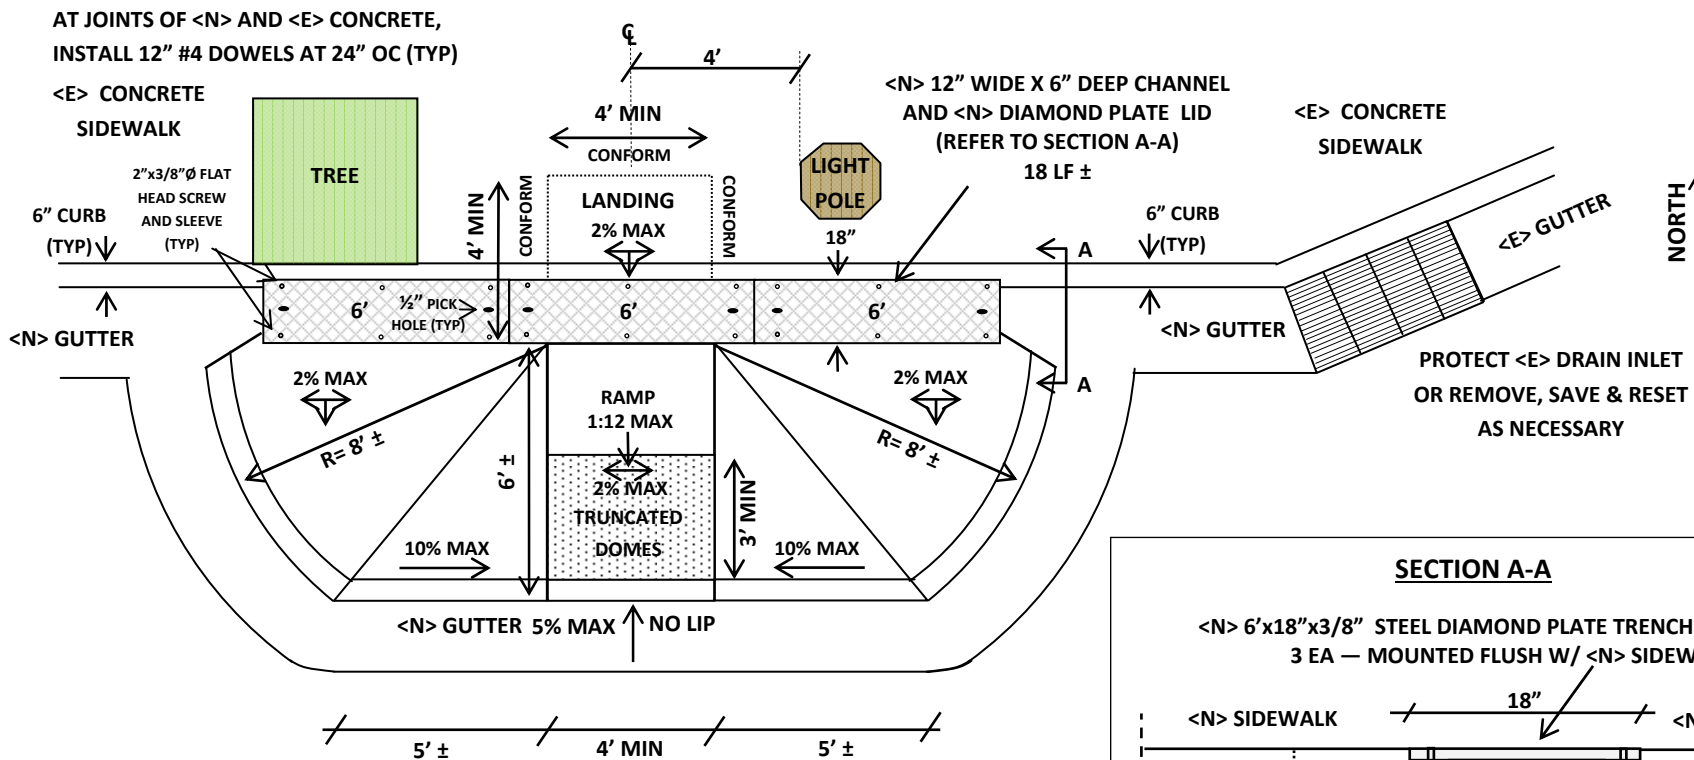 AT JOINTS OF <N> AND <E> CONCRETE,
INSTALL 12” #4 DOWELS AT 24” OC (TYP)
<E> CONCRETE
SIDEWALK
TREE
2”x3/8”Ø FLAT
HEAD SCREW
AND SLEEVE
(TYP)
6” CURB
(TYP)
<N> GUTTER
℄
4’
4’ MIN
CONFORM
CONFORM
4’ MIN
LANDING
2% MAX
CONFORM
LIGHT
POLE
18”
<N> 12” WIDE X 6” DEEP CHANNEL
AND <N> DIAMOND PLATE LID
(REFER TO SECTION A-A)
18 LF ±
<E> CONCRETE
SIDEWALK
A
A
6” CURB
(TYP)
<N> GUTTER
<E> GUTTER
NORTH
PROTECT <E> DRAIN INLET
OR REMOVE, SAVE & RESET
AS NECESSARY
6’
½” PICK
HOLE (TYP)
6’
6’
2% MAX
R= 8’ ±
6’ ±
RAMP
1:12 MAX
2% MAX
TRUNCATED
DOMES
3’ MIN
2% MAX
R= 8’ ±
10% MAX
10% MAX
<N> GUTTER 5% MAX
NO LIP
5’ ±
4’ MIN
5’ ±
SECTION A-A
<N> 6’x18”x3/8” STEEL DIAMOND PLATE TRENCH
3 EA — MOUNTED FLUSH W/ <N> SIDEW
18”
<N> SIDEWALK